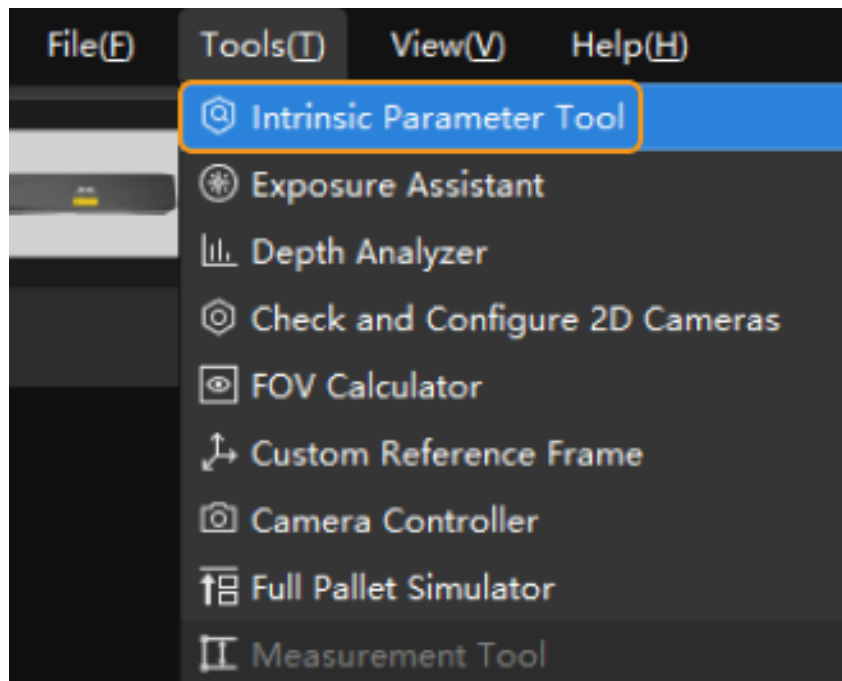 File(F) Tools(T) View(V) Help(H)
Intrinsic Parameter Tool
Exposure Assistant
Depth Analyzer
Check and Configure 2D Cameras
FOV Calculator
Custom Reference Frame
Camera Controller
Full Pallet Simulator
Measurement Tool